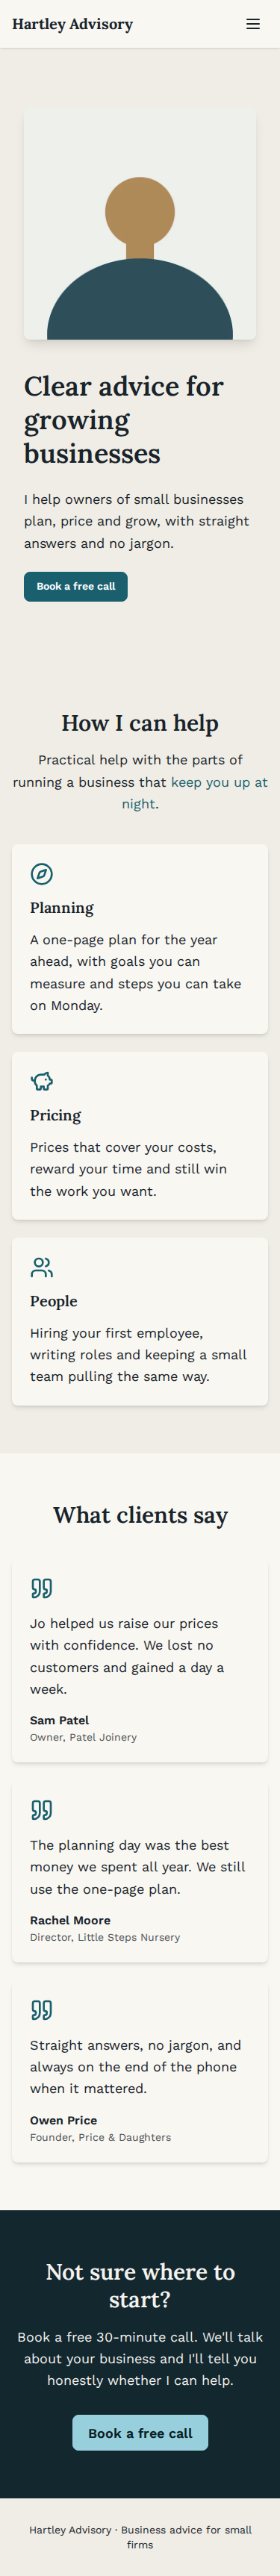 Hartley Advisory
Clear advice for
growing
businesses
I help owners of small businesses
plan, price and grow, with straight
answers and no jargon.
Book a free call
How I can help
Practical help with the parts of
running a business that keep you up at
night.
Planning
A one-page plan for the year
ahead, with goals you can
measure and steps you can take
on Monday.
Pricing
Prices that cover your costs,
reward your time and still win
the work you want.
People
Hiring your first employee,
writing roles and keeping a small
team pulling the same way.
What clients say
Jo helped us raise our prices
with confidence. We lost no
customers and gained a day a
week.
Sam Patel
Owner, Patel Joinery
The planning day was the best
money we spent all year. We still
use the one-page plan.
Rachel Moore
Director, Little Steps Nursery
Straight answers, no jargon, and
always on the end of the phone
when it mattered.
Owen Price
Founder, Price & Daughters
Not sure where to
start?
Book a free 30-minute call. We'll talk
about your business and I'll tell you
honestly whether I can help.
Book a free call
Hartley Advisory · Business advice for small
firms